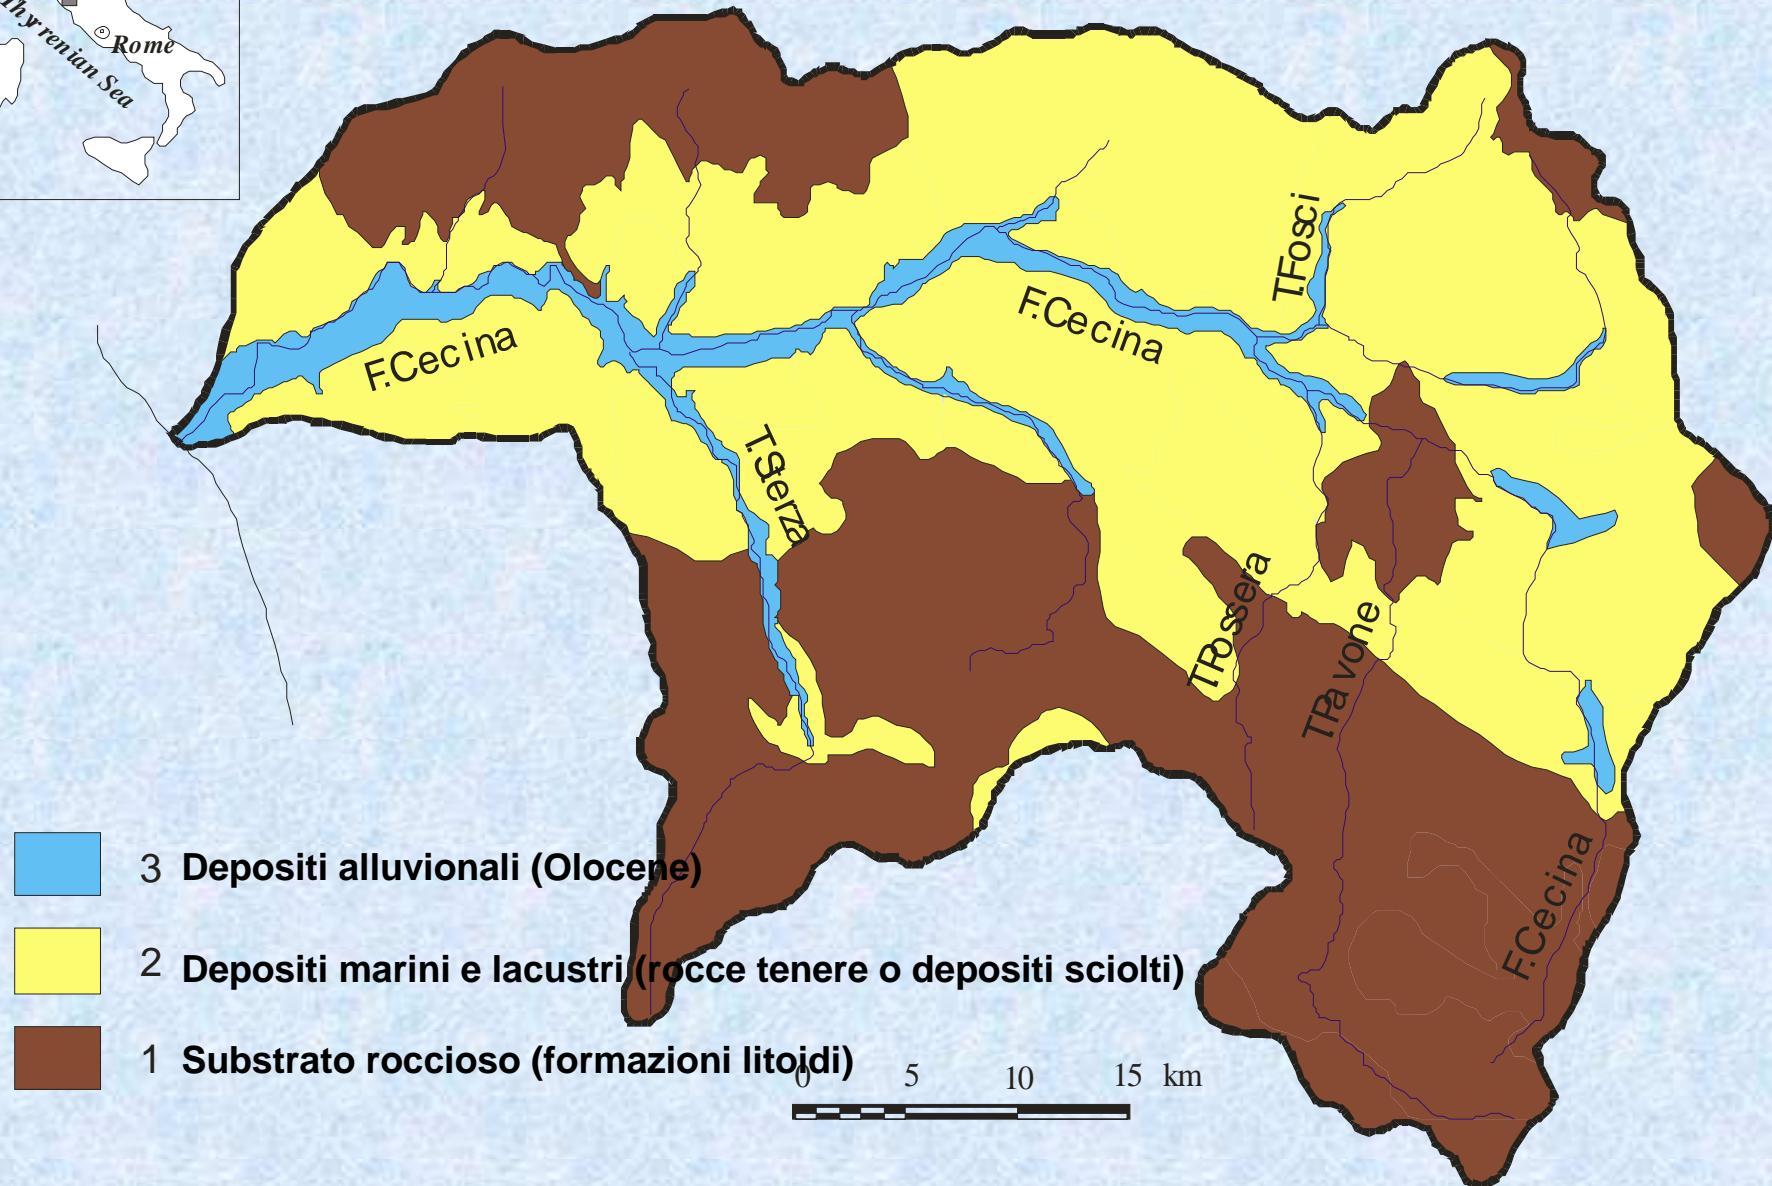 Thyrenian Sea
Rome
T.Fosci
F.Cecina
F.Cecina
T.Sterza
T.Possera
T.Pavone
F.Cecina
3 Depositi alluvionali (Olocene)
2 Depositi marini e lacustri (rocce tenere o depositi sciolti)
1 Substrato roccioso (formazioni litoidi)
0 5 10 15 km